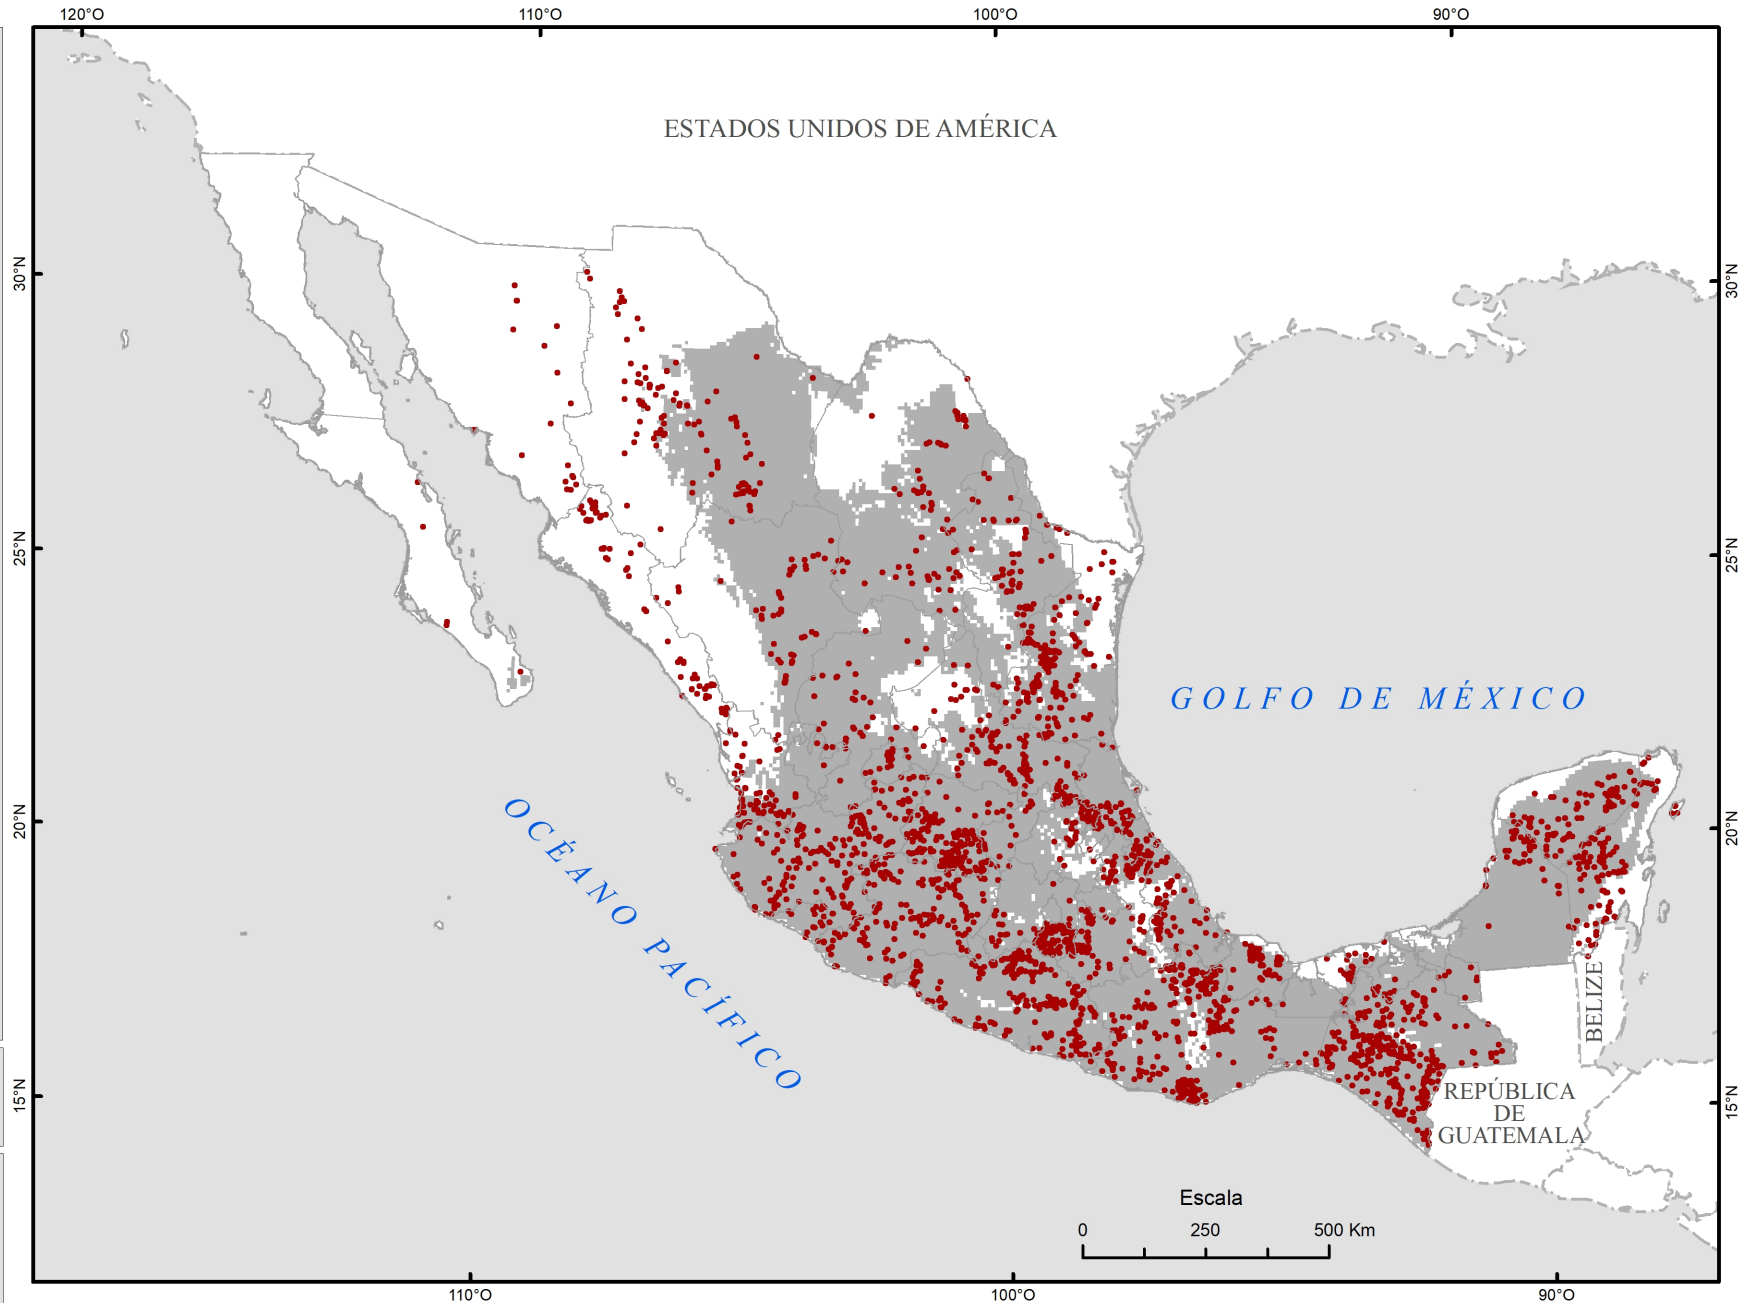 120°O 110°O 100°O 90°O
ESTADOS UNIDOS DE AMÉRICA
30°N 30°N
25°N 25°N
GOLFO DE MÉXICO
20°N 20°N
OCÉANO PACÍFICO
BELIZE
15°N 15°N
REPÚBLICA
DE
GUATEMALA
Escala
0 250 500 Km
110°O 100°O 90°O